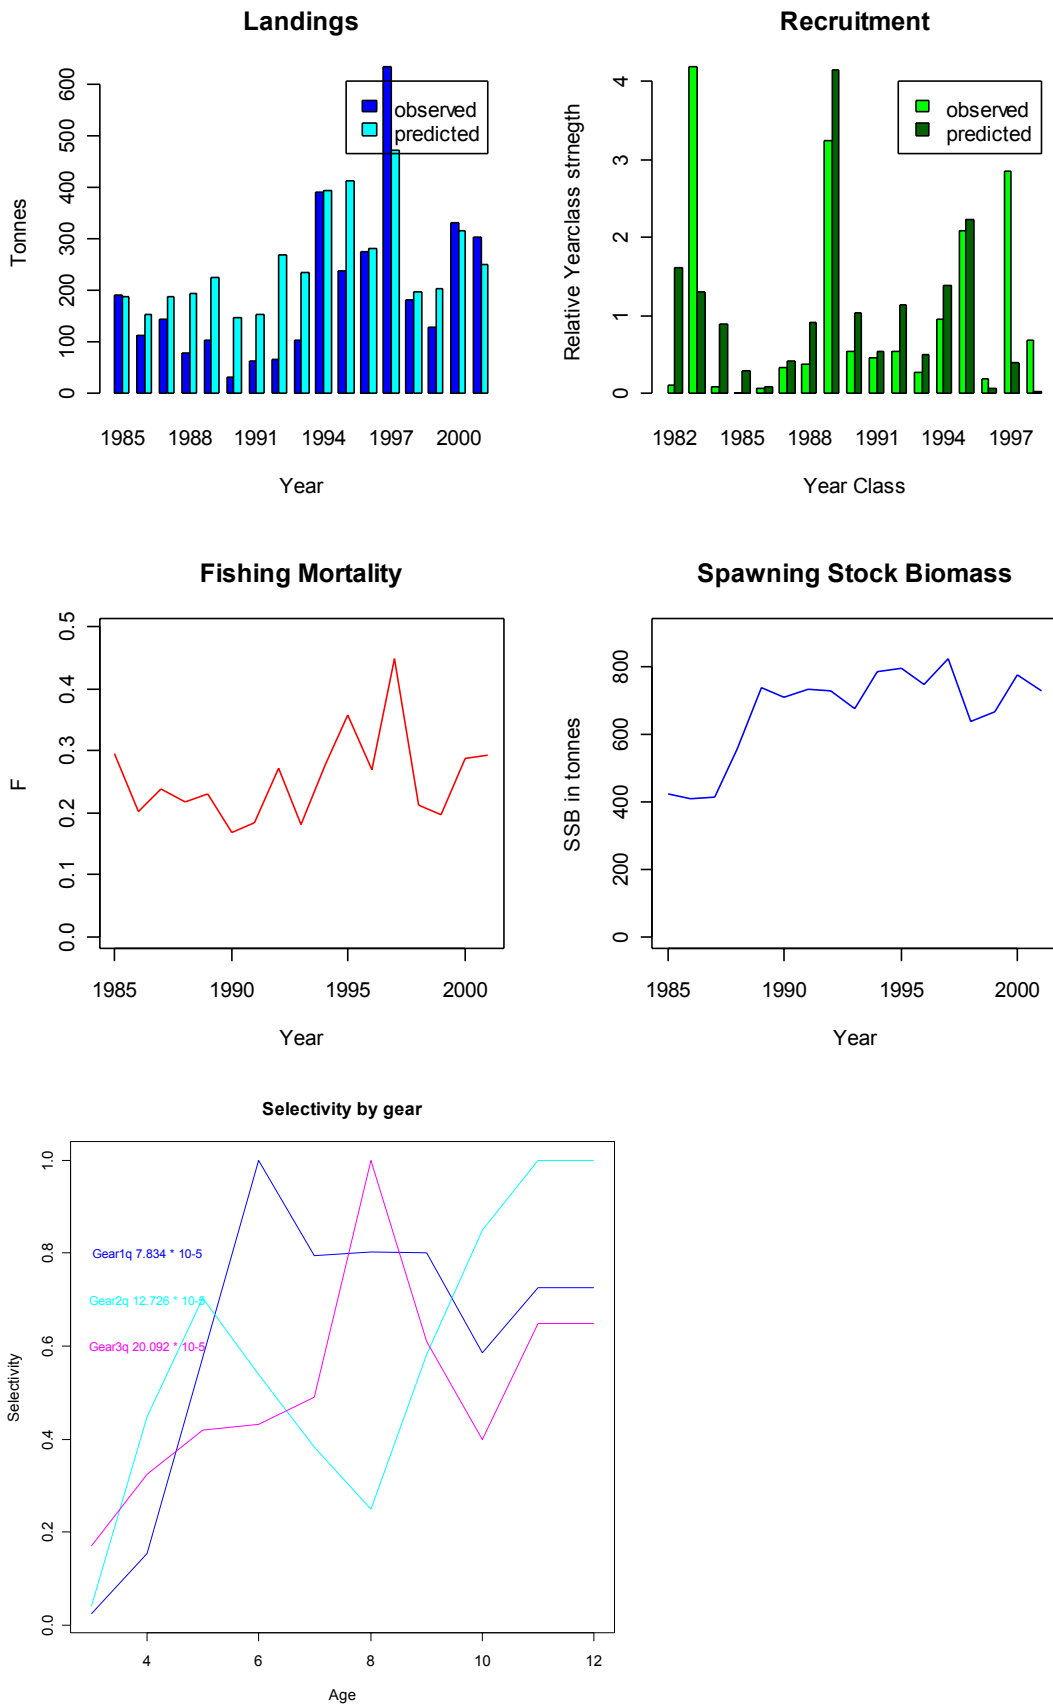 Landings
Tonnes
0 100 200 300 400 500 600
observed
predicted
1985 1988 1991 1994 1997 2000
Year
Recruitment
Relative Yearclass strnegth
0 1 2 3 4
observed
predicted
1982 1985 1988 1991 1994 1997
Year Class
Fishing Mortality
F
0.0 0.1 0.2 0.3 0.4 0.5
1985 1990 1995 2000
Year
Spawning Stock Biomass
SSB in tonnes
0 200 400 600 800
1985 1990 1995 2000
Year
Selectivity by gear
Selectivity
0.0 0.2 0.4 0.6 0.8 1.0
Gear1q 7.834 * 10-5
Gear2q 12.726 * 10-5
Gear3q 20.092 * 10-5
4 6 8 10 12
Age